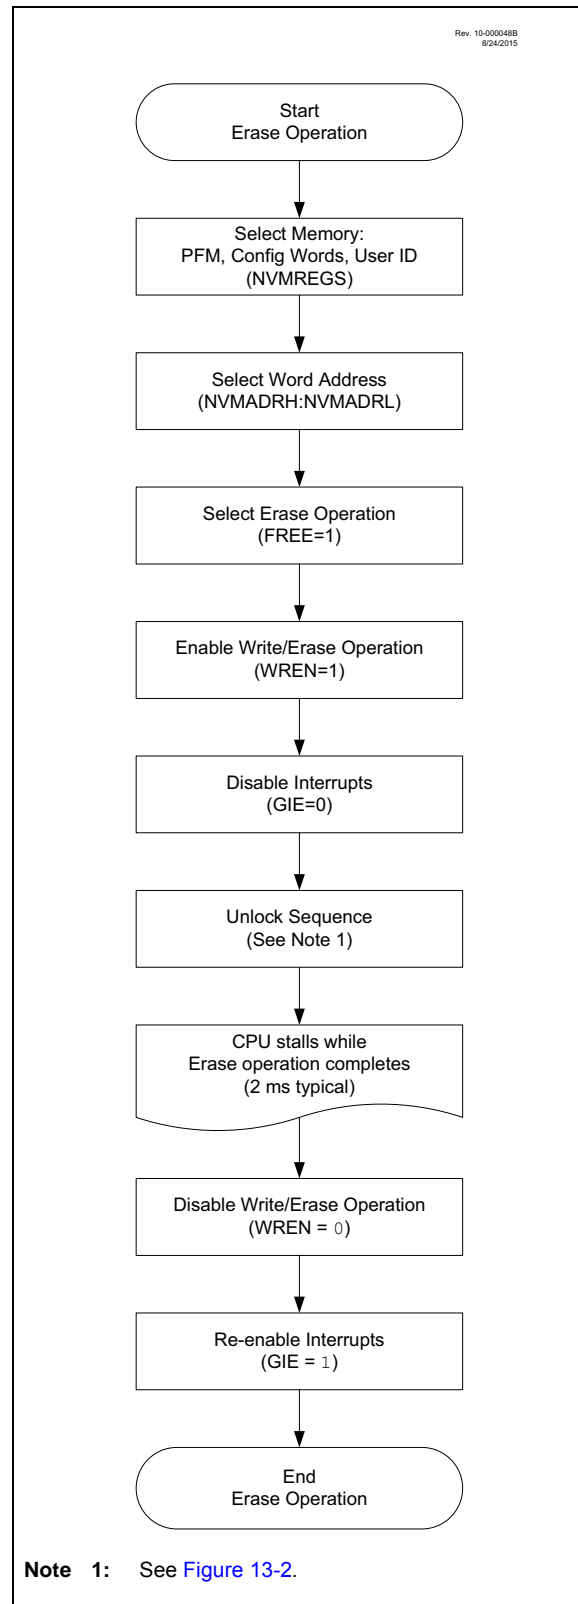 Rev. 10-000048B
8/24/2015
Start
Erase Operation
Select Memory:
PFM, Config Words, User ID
(NVMREGS)
Select Word Address
(NVMADRH:NVMADRL)
Select Erase Operation
(FREE=1)
Enable Write/Erase Operation
(WREN=1)
Disable Interrupts
(GIE=0)
Unlock Sequence
(See Note 1)
CPU stalls while
Erase operation completes
(2 ms typical)
Disable Write/Erase Operation
(WREN = 0)
Re-enable Interrupts
(GIE = 1)
End
Erase Operation
Note 1: See Figure 13-2.